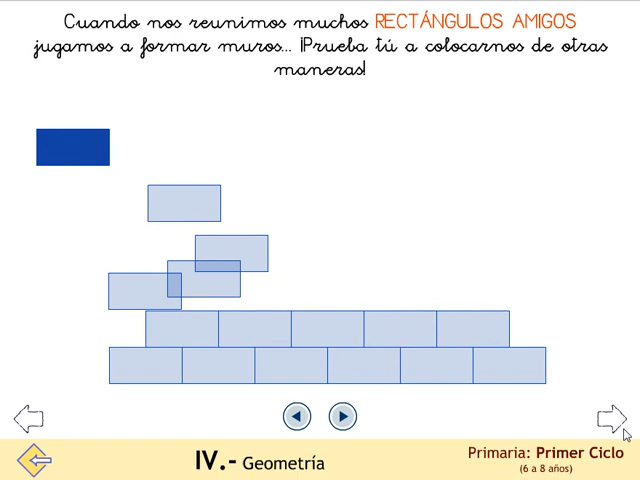 Cuando nos reunimos muchos RECTÁNGULOS AMIGOS
jugamos a formar muros... ¡Prueba tú a colocarnos de otras
maneras!
IV.- Geometría
Primaria: Primer Ciclo
(6 a 8 años)